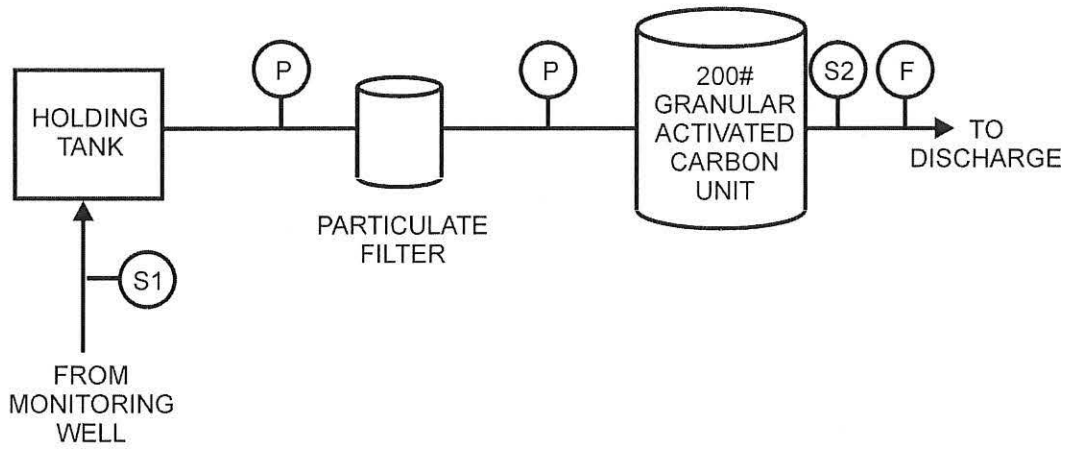 P
P
S2
F
HOLDING
TANK
200#
GRANULAR
ACTIVATED
CARBON
UNIT
TO
DISCHARGE
PARTICULATE
FILTER
S1
FROM
MONITORING
WELL